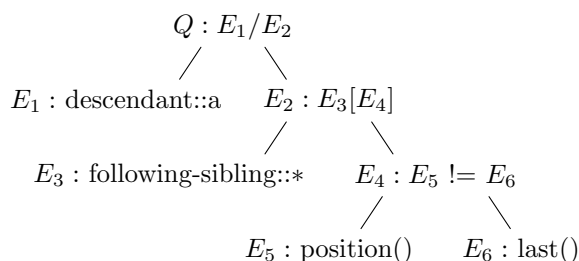 Q : E₁/E₂
E₁ : descendant::a E₂ : E₃[E₄]
E₃ : following-sibling::∗ E₄ : E₅ != E₆
E₅ : position() E₆ : last()